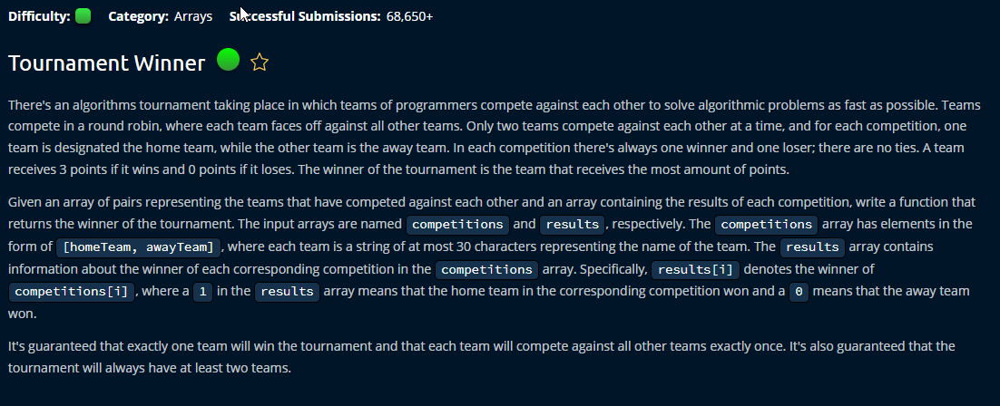 Difficulty: Category: Arrays Successful Submissions: 68,650+
Tournament Winner
There's an algorithms tournament taking place in which teams of programmers compete against each other to solve algorithmic problems as fast as possible. Teams
compete in a round robin, where each team faces off against all other teams. Only two teams compete against each other at a time, and for each competition, one
team is designated the home team, while the other team is the away team. In each competition there's always one winner and one loser; there are no ties. A team
receives 3 points if it wins and 0 points if it loses. The winner of the tournament is the team that receives the most amount of points.
Given an array of pairs representing the teams that have competed against each other and an array containing the results of each competition, write a function that
returns the winner of the tournament. The input arrays are named competitions and results, respectively. The competitions array has elements in the
form of [homeTeam, awayTeam], where each team is a string of at most 30 characters representing the name of the team. The results array contains
information about the winner of each corresponding competition in the competitions array. Specifically, results[i] denotes the winner of
competitions[i], where a 1 in the results array means that the home team in the corresponding competition won and a 0 means that the away team
won.
It's guaranteed that exactly one team will win the tournament and that each team will compete against all other teams exactly once. It's also guaranteed that the
tournament will always have at least two teams.